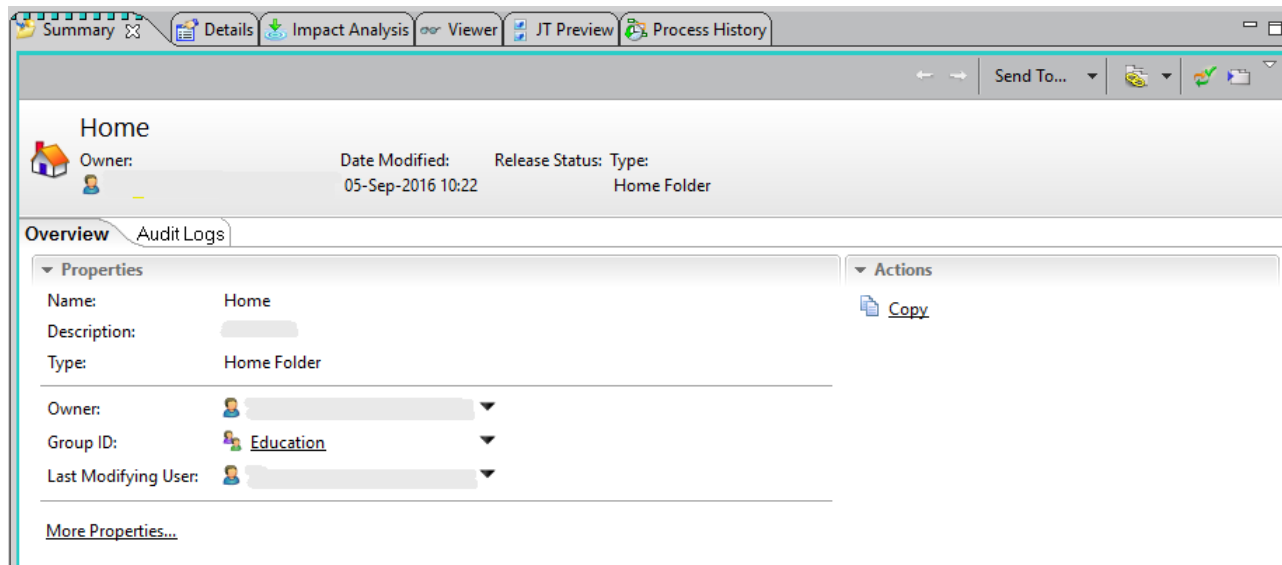 Summary Details Impact Analysis Viewer JT Preview Process History
Send To...
Home
Owner: Date Modified: Release Status: Type:
05-Sep-2016 10:22 Home Folder
Overview Audit Logs
Properties Actions
Name: Home
Copy
Description:
Type: Home Folder
Owner:
Group ID: Education
Last Modifying User:
More Properties...